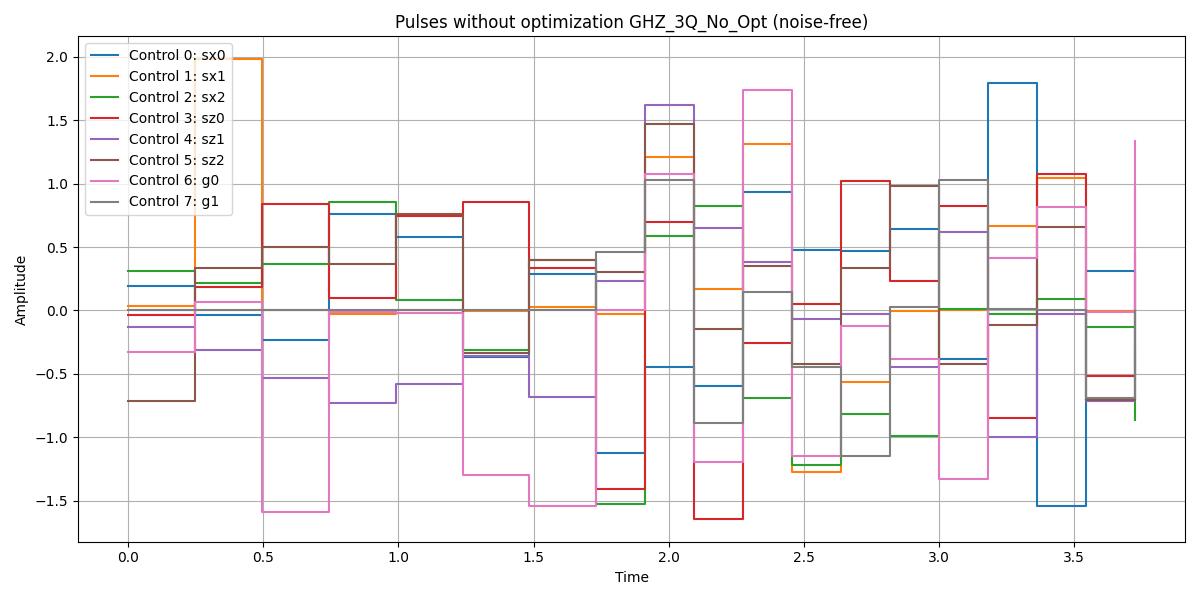 Pulses without optimization GHZ_3Q_No_Opt (noise-free)
Control 0: sx0
Control 1: sx1
Control 2: sx2
Control 3: sz0
Control 4: sz1
Control 5: sz2
Control 6: g0
Control 7: g1
Amplitude
2.0
1.5
1.0
0.5
0.0
−0.5
−1.0
−1.5
0.0 0.5 1.0 1.5 2.0 2.5 3.0 3.5
Time